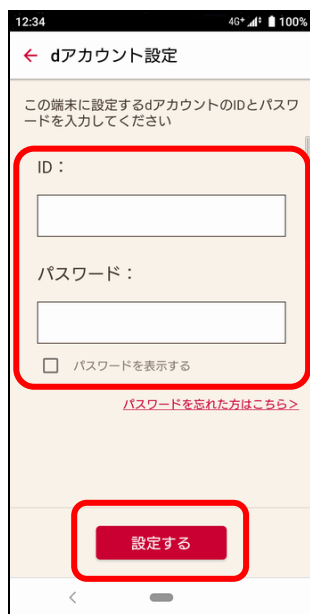 12:34 4G+ 100%
← dアカウント設定
この端末に設定するdアカウントのIDとパスワ
ードを入力してください
ID：
パスワード：
パスワードを表示する
パスワードを忘れた方はこちら>
設定する